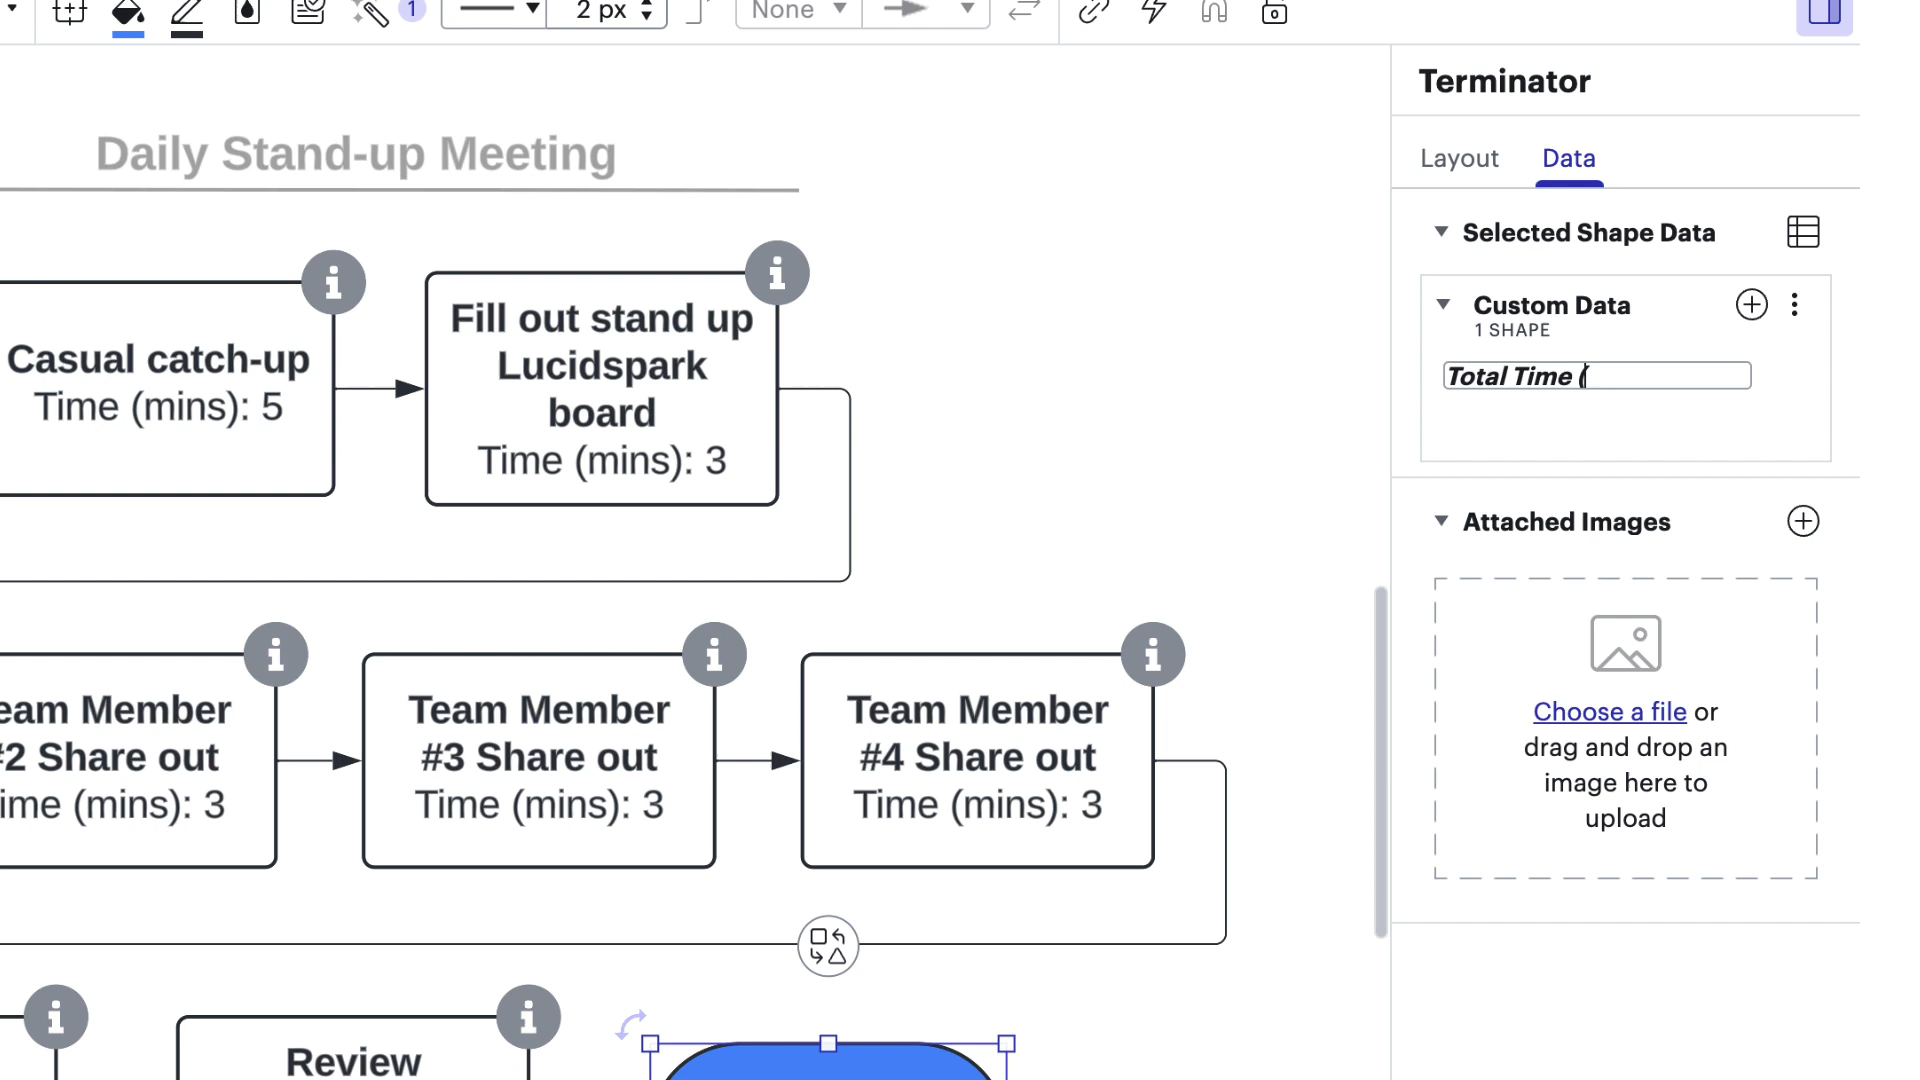 1
2 px
None
Terminator
Layout
Data
Selected Shape Data
Custom Data
1 SHAPE
Total Time (
Attached Images
Choose a file or
drag and drop an
image here to
upload
Daily Stand-up Meeting
Casual catch-up
Time (mins): 5
Fill out stand up
Lucidspark
board
Time (mins): 3
eam Member
#2 Share out
ime (mins): 3
Team Member
#3 Share out
Time (mins): 3
Team Member
#4 Share out
Time (mins): 3
Review